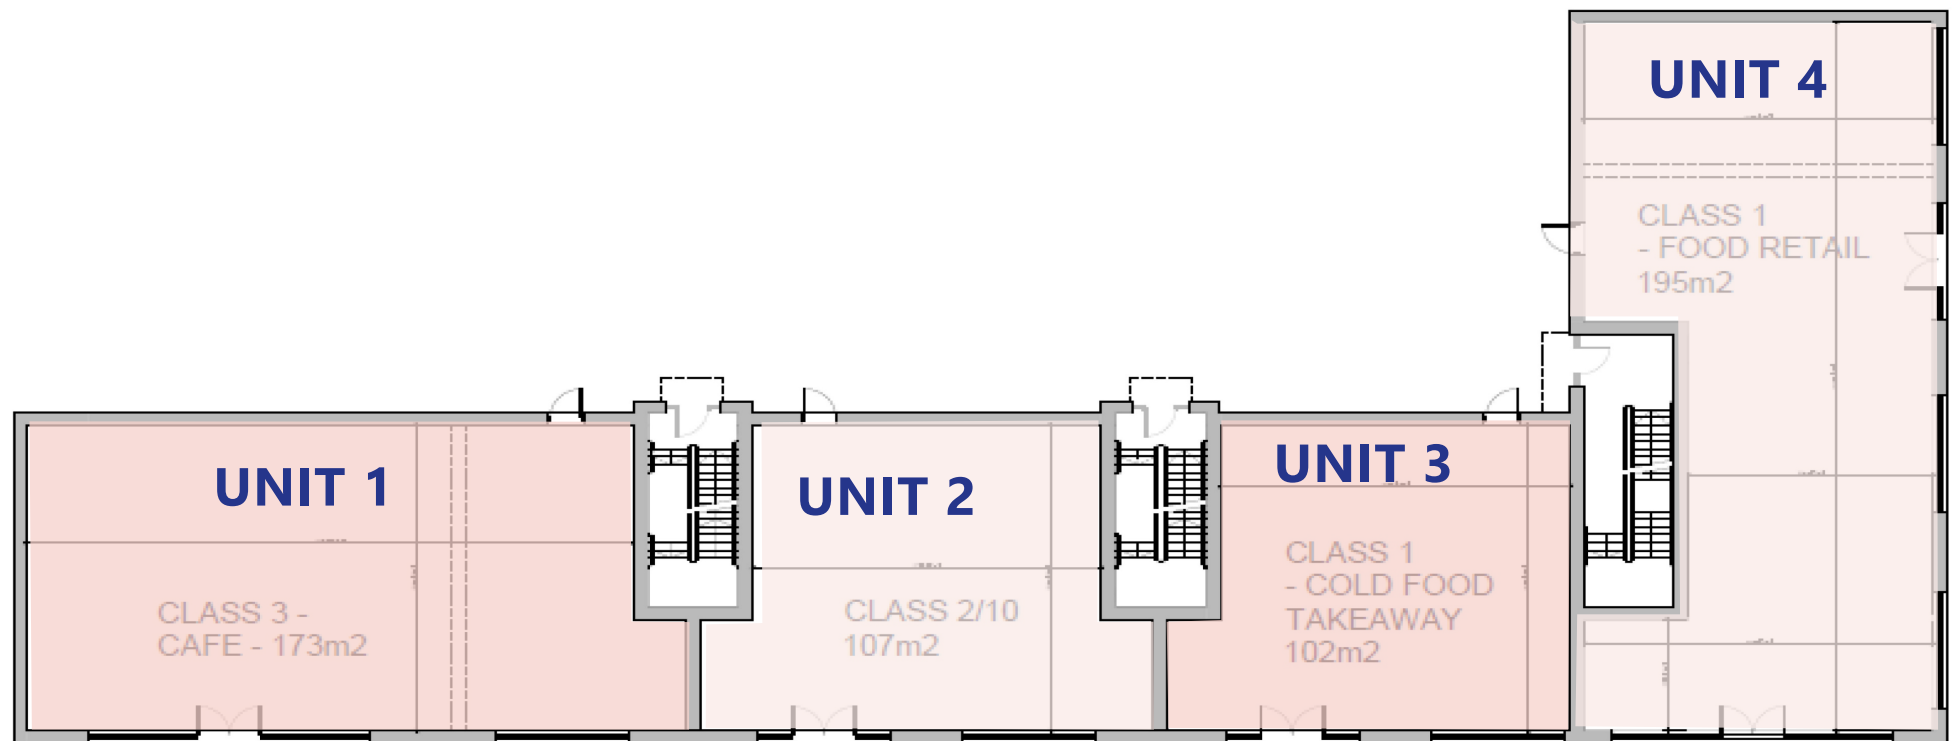 UNIT 1
CLASS 3 -
CAFE - 173m2
UNIT 2
CLASS 2/10
107m2
UNIT 3
CLASS 1
- COLD FOOD
TAKEAWAY
102m2
UNIT 4
CLASS 1
- FOOD RETAIL
195m2